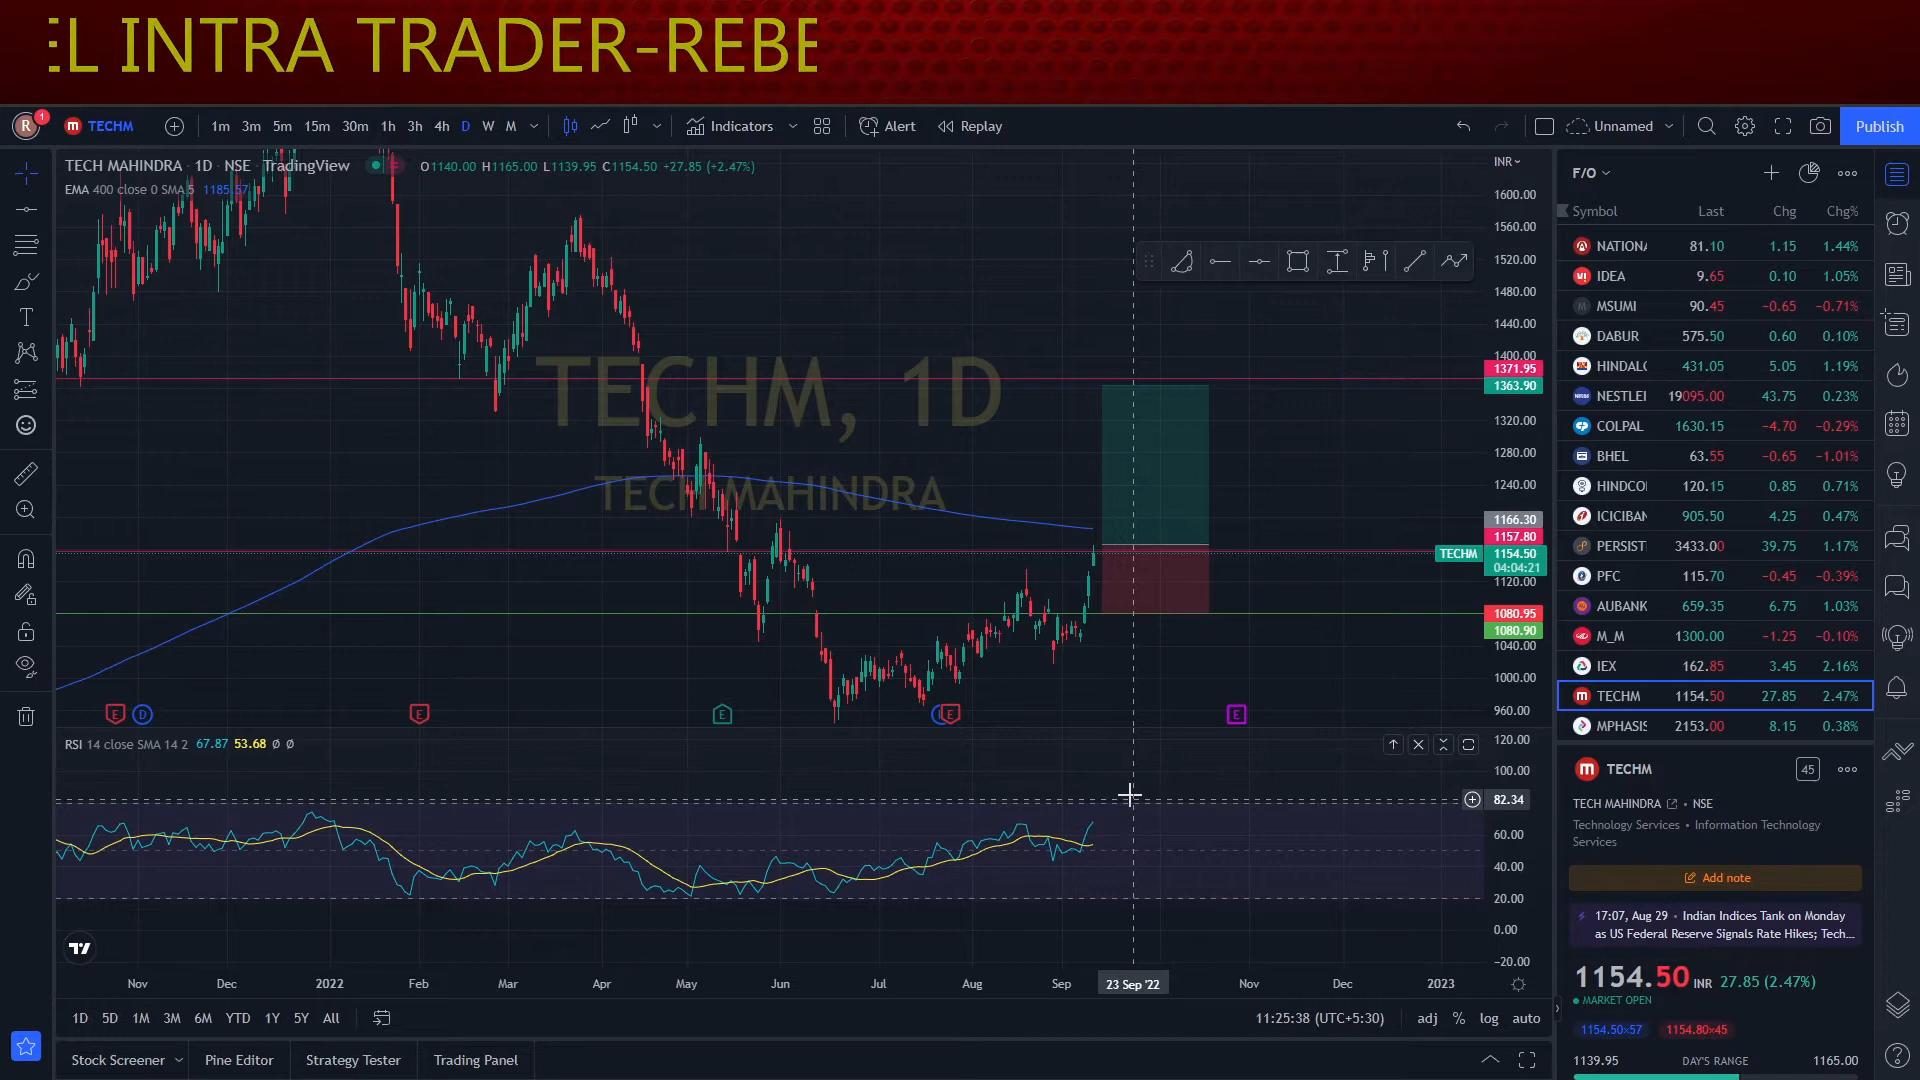 EL INTRA TRADER-REBE
R 1 TECHM 1m 3m 5m 15m 30m 1h 3h 4h D W M Indicators Alert Replay Unnamed Publish
TECH MAHINDRA · 1D · NSE · TradingView O1140.00 H1165.00 L1139.95 C1154.50 +27.85 (+2.47%)
EMA 400 close 0 SMA 5 1185.57
INR
1600.00
1560.00
1520.00
1480.00
1440.00
1400.00
1371.95
1363.90
1320.00
1280.00
1240.00
1166.30
1157.80
TECHM 1154.50
04:04:21
1120.00
1080.95
1080.90
1040.00
1000.00
960.00
TECHM, 1D
TECH MAHINDRA
E D E E E E
RSI 14 close SMA 14 2 67.87 53.68 Ø Ø
120.00
100.00
82.34
60.00
40.00
20.00
0.00
−20.00
Nov Dec 2022 Feb Mar Apr May Jun Jul Aug Sep 23 Sep '22 Nov Dec 2023
1D 5D 1M 3M 6M YTD 1Y 5Y All 11:25:38 (UTC+5:30) adj % log auto
Stock Screener Pine Editor Strategy Tester Trading Panel
F/O
Symbol Last Chg Chg%
NATIONA 81.10 1.15 1.44%
IDEA 9.65 0.10 1.05%
MSUMI 90.45 −0.65 −0.71%
DABUR 575.50 0.60 0.10%
HINDALC 431.05 5.05 1.19%
NESTLEI 19095.00 43.75 0.23%
COLPAL 1630.15 −4.70 −0.29%
BHEL 63.55 −0.65 −1.01%
HINDCO 120.15 0.85 0.71%
ICICIBAN 905.50 4.25 0.47%
PERSIST 3433.00 39.75 1.17%
PFC 115.70 −0.45 −0.39%
AUBANK 659.35 6.75 1.03%
M_M 1300.00 −1.25 −0.10%
IEX 162.85 3.45 2.16%
TECHM 1154.50 27.85 2.47%
MPHASIS 2153.00 8.15 0.38%
TECHM 45
TECH MAHINDRA • NSE
Technology Services • Information Technology
Services
Add note
17:07, Aug 29 • Indian Indices Tank on Monday
as US Federal Reserve Signals Rate Hikes; Tech...
1154.50 INR 27.85 (2.47%)
MARKET OPEN
1154.50×57 1154.80×45
1139.95 DAY'S RANGE 1165.00